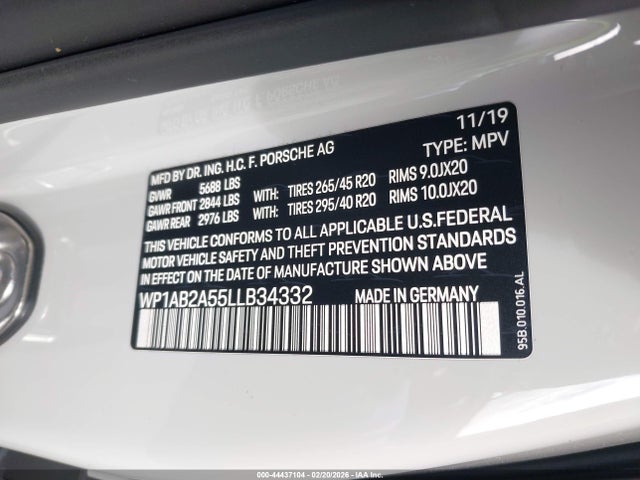 11/19
MFD BY DR. ING. H.C. F. PORSCHE AG TYPE: MPV
GVWR 5688 LBS
GAWR FRONT 2844 LBS WITH: TIRES 265/45 R20 RIMS 9.0JX20
GAWR REAR 2976 LBS WITH: TIRES 295/40 R20 RIMS 10.0JX20
THIS VEHICLE CONFORMS TO ALL APPLICABLE U.S.FEDERAL
MOTOR VEHICLE SAFETY AND THEFT PREVENTION STANDARDS
IN EFFECT ON THE DATE OF MANUFACTURE SHOWN ABOVE
WP1AB2A55LLB34332 MADE IN GERMANY
95B.010.016.AL
000-44437104 - 02/20/2026 - IAA Inc.